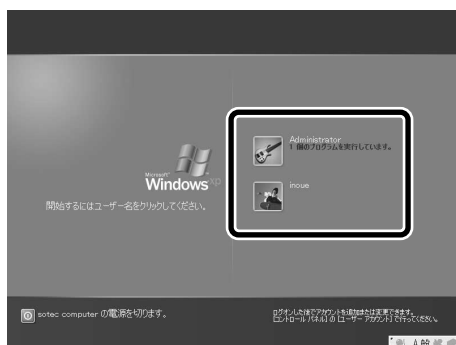 Microsoft
Windows xp
開始するにはユーザー名をクリックしてください。
Administrator
1 個のプログラムを実行しています。
inoue
sotec computer の電源を切ります。
ログオンした後でアカウントを追加または変更できます。
[コントロール パネル] の [ユーザー アカウント] で行ってください。
A 般